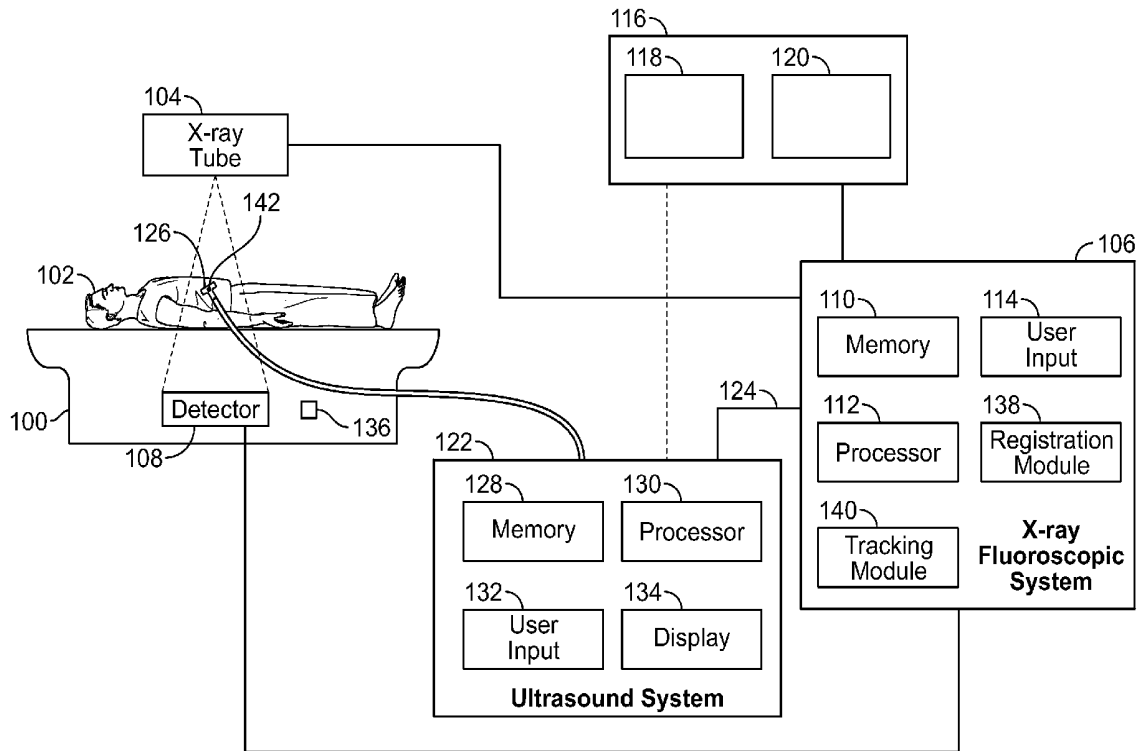 116
118
120
104
X-ray
Tube
142
126
102
106
110
114
Memory
User
Input
124
100
Detector
136
108
112
138
Processor
Registration
Module
122
128
130
Memory
Processor
140
Tracking
Module
X-ray
Fluoroscopic
System
132
134
User
Input
Display
Ultrasound System